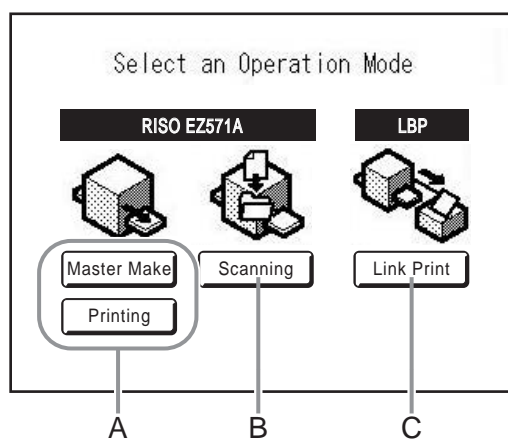 Select an Operation Mode
RISO EZ571A
LBP
Master Make
Scanning
Link Print
Printing
A
B
C